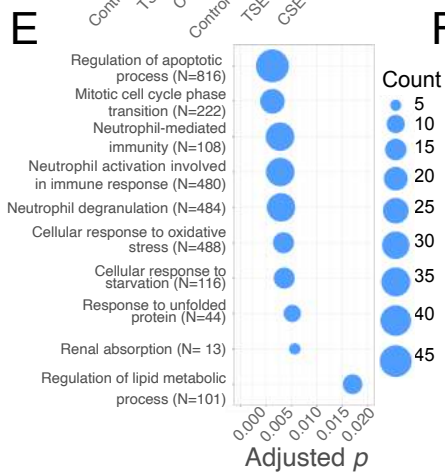 Control
TSE
CSE
E
Regulation of apoptotic
process (N=816)
Mitotic cell cycle phase
transition (N=222)
Neutrophil-mediated
immunity (N=108)
Neutrophil activation involved
in immune response (N=480)
Neutrophil degranulation (N=484)
Cellular response to oxidative
stress (N=488)
Cellular response to
starvation (N=116)
Response to unfolded
protein (N=44)
Renal absorption (N= 13)
Regulation of lipid metabolic
process (N=101)
0.000
0.005
0.010
0.015
0.020
Adjusted p
Count
5
10
15
20
25
30
35
40
45